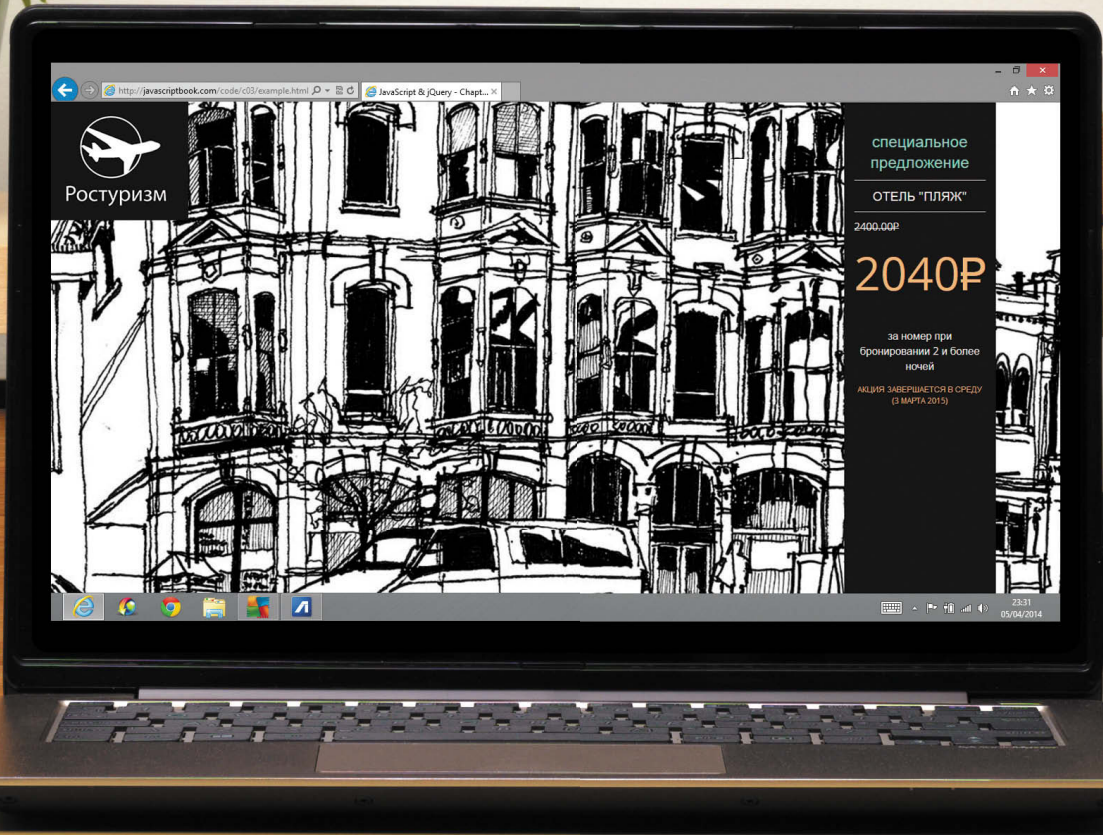 http://javascriptbook.com/code/c03/example.html
JavaScript & jQuery - Chapt...
Ростуризм
специальное
предложение
ОТЕЛЬ "ПЛЯЖ"
2400.00₽
2040₽
за номер при
бронировании 2 и более
ночей
АКЦИЯ ЗАВЕРШАЕТСЯ В СРЕДУ
(3 МАРТА 2015)
23:31
05/04/2014